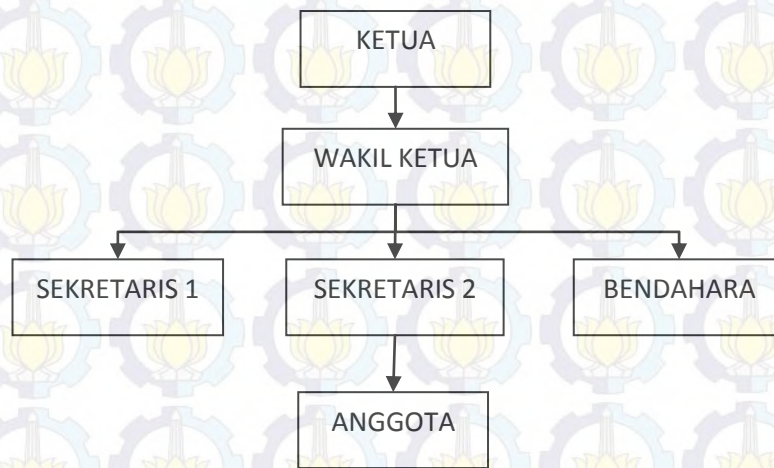 KETUA
WAKIL KETUA
SEKRETARIS 1
SEKRETARIS 2
BENDAHARA
ANGGOTA